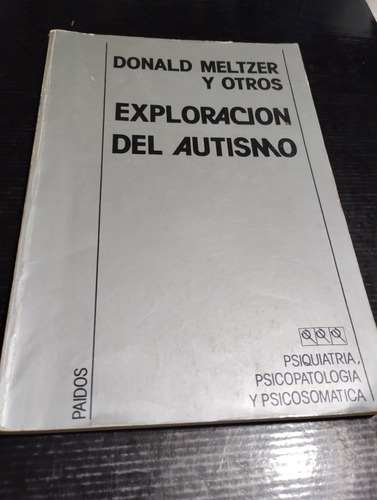 DONALD MELTZER
Y OTROS
EXPLORACION
DEL AUTISMO
PSIQUIATRIA,
PSICOPATOLOGIA
Y PSICOSOMATICA
PAIDOS